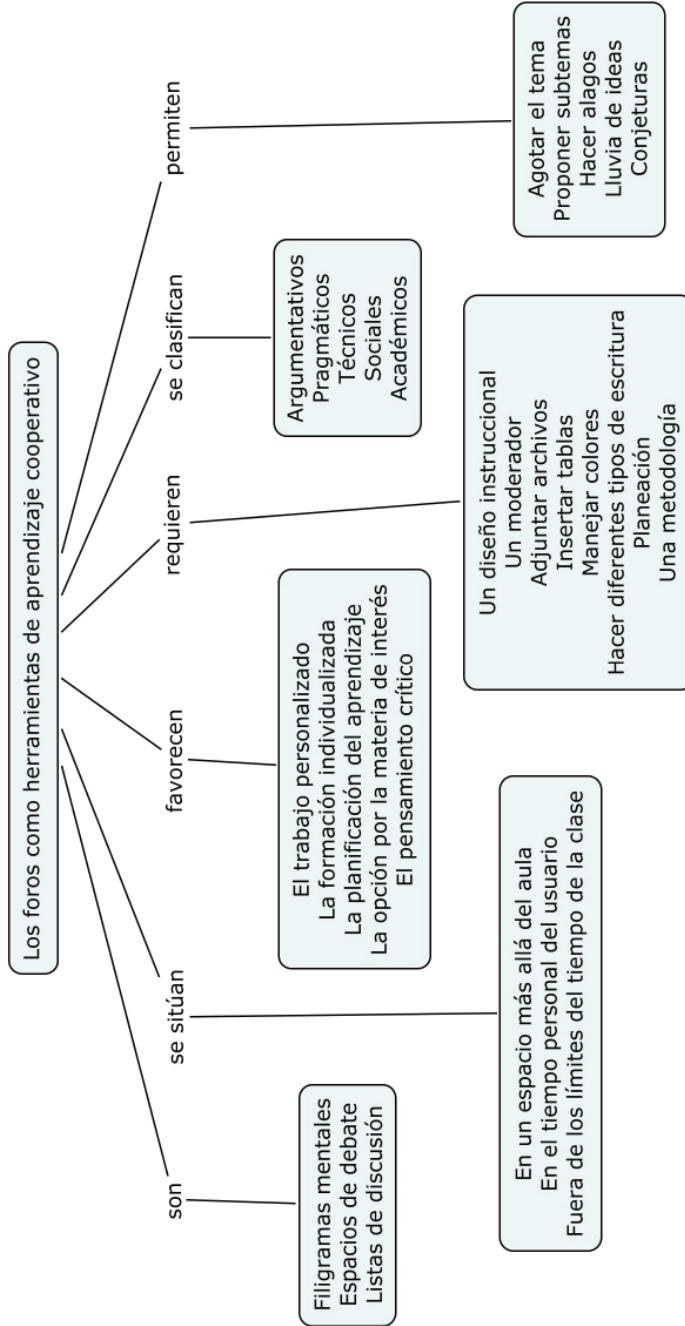 Los foros como herramientas de aprendizaje cooperativo
son
Filigramas mentales
Espacios de debate
Listas de discusión
se sitúan
En un espacio más allá del aula
En el tiempo personal del usuario
Fuera de los límites del tiempo de la clase
favorecen
El trabajo personalizado
La formación individualizada
La planificación del aprendizaje
La opción por la materia de interés
El pensamiento crítico
requieren
Un diseño instruccional
Un moderador
Adjuntar archivos
Insertar tablas
Manejar colores
Hacer diferentes tipos de escritura
Planeación
Una metodología
se clasifican
Argumentativos
Pragmáticos
Técnicos
Sociales
Académicos
permiten
Agotar el tema
Proponer subtemas
Hacer alagos
Lluvia de ideas
Conjeturas